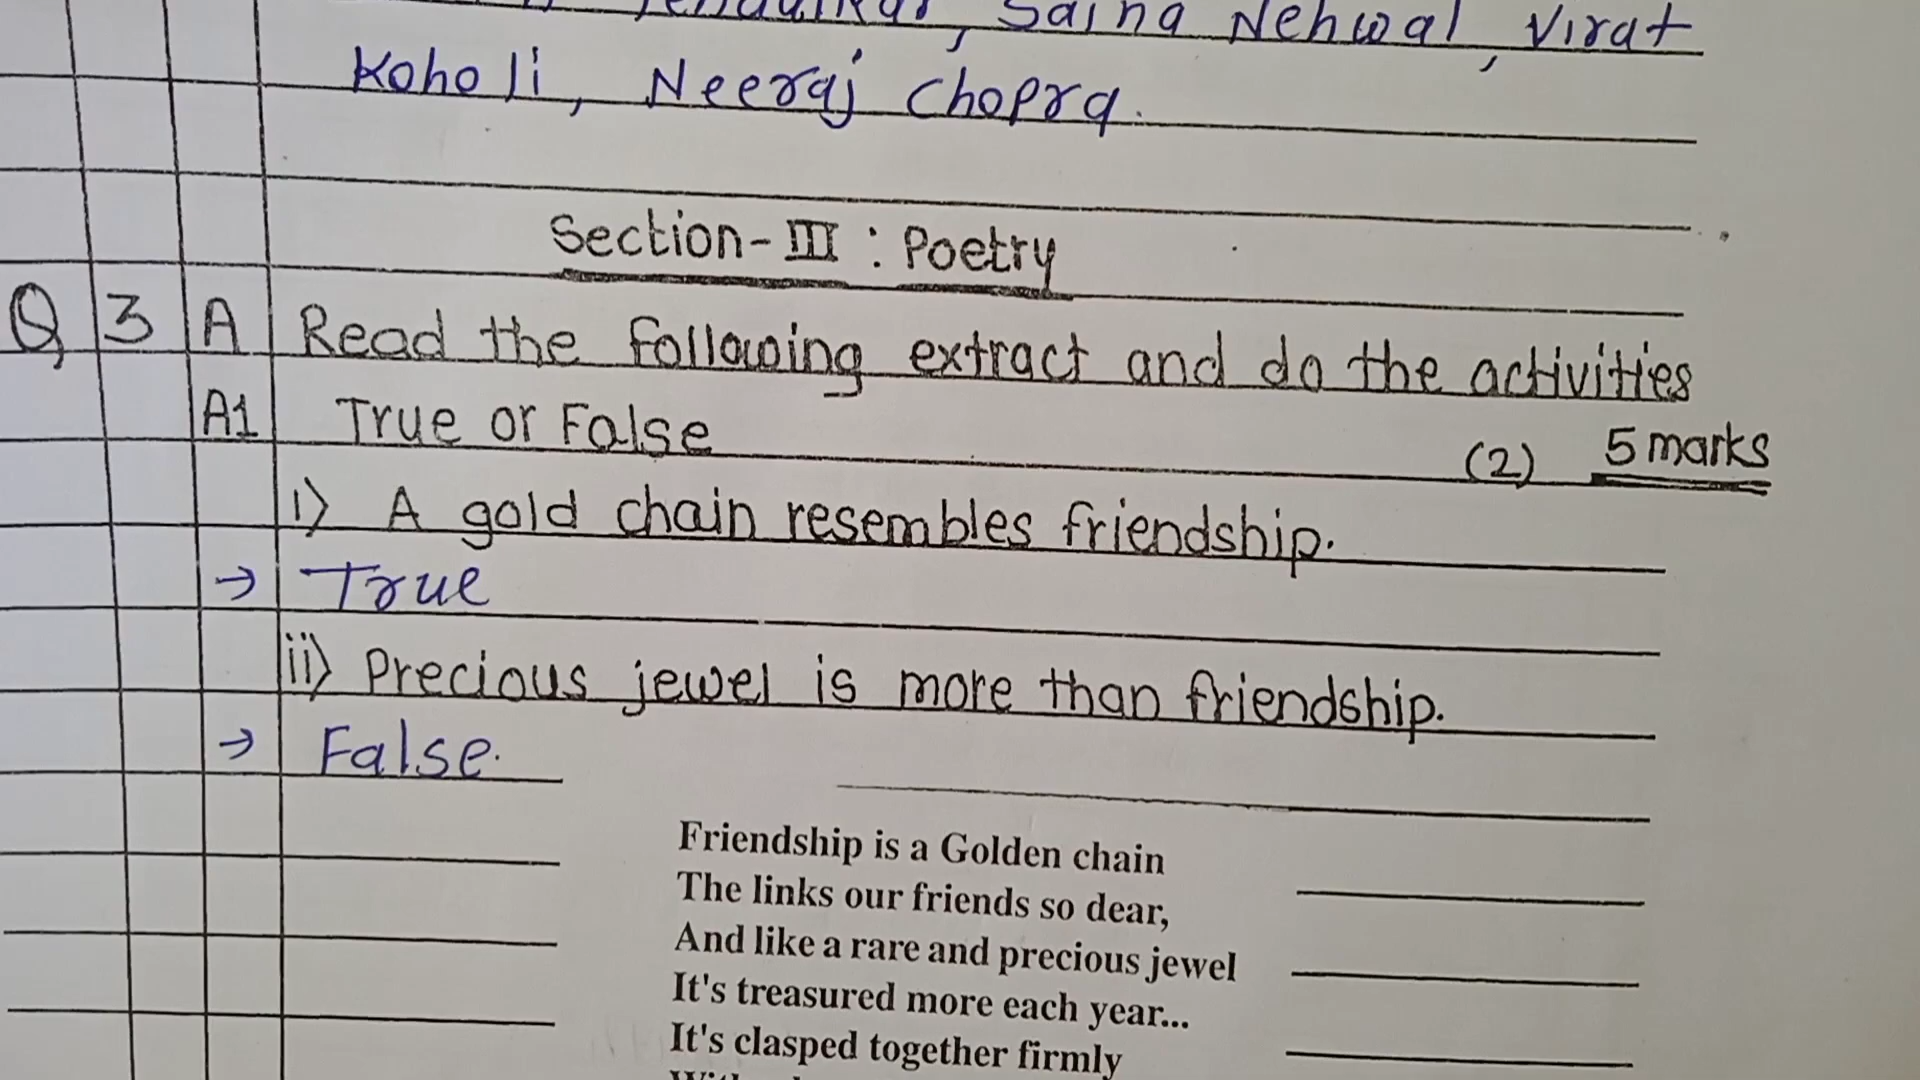 Tendulkar, Saina Nehwal, Virat
Koholi, Neeraj Chopra.
Section-III : Poetry
Q 3 A Read the following extract and do the activities
A1 True or False (2) 5 marks
i) A gold chain resembles friendship.
→ True
ii) Precious jewel is more than friendship.
→ False.
Friendship is a Golden chain
The links our friends so dear,
And like a rare and precious jewel
It's treasured more each year...
It's clasped together firmly